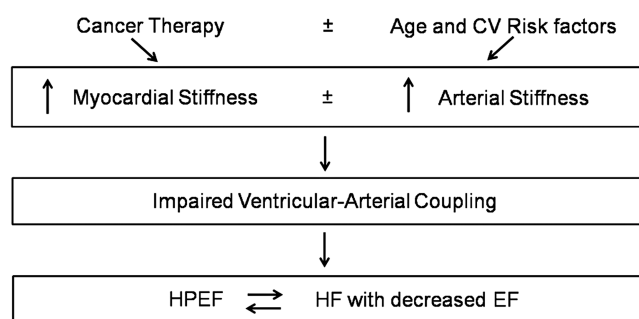 Cancer Therapy ± Age and CV Risk factors
Myocardial Stiffness ± Arterial Stiffness
Impaired Ventricular-Arterial Coupling
HPEF HF with decreased EF